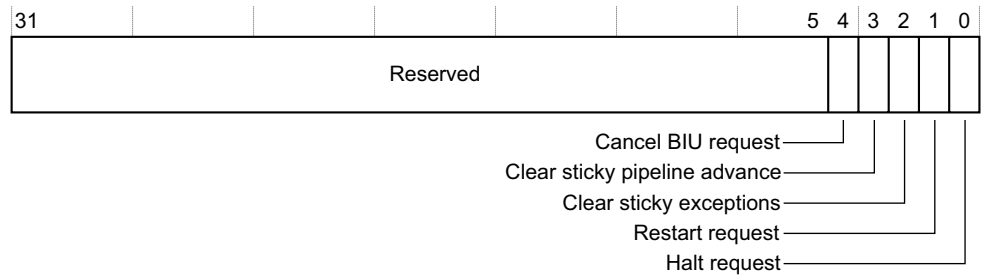 31 5 4 3 2 1 0
Reserved
Cancel BIU request
Clear sticky pipeline advance
Clear sticky exceptions
Restart request
Halt request